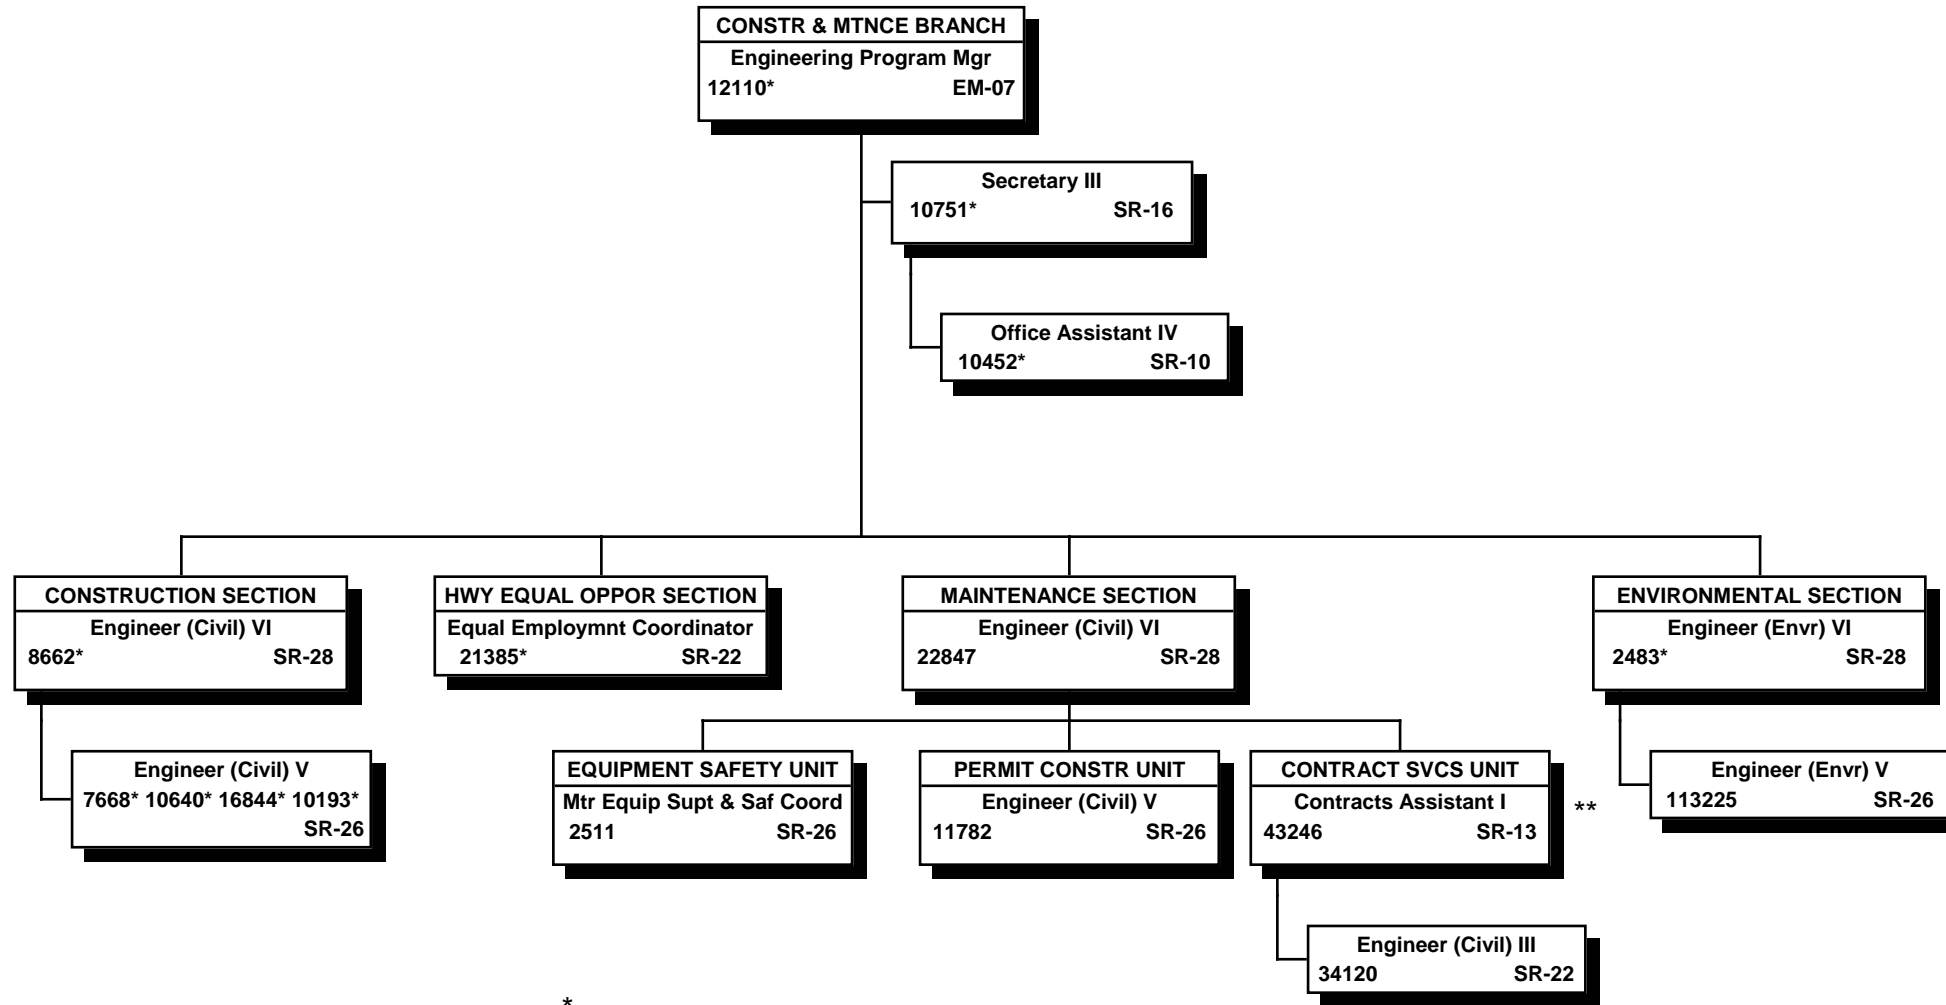 CONSTR & MTNCE BRANCH
Engineering Program Mgr
12110* EM-07
Secretary III
10751* SR-16
Office Assistant IV
10452* SR-10
CONSTRUCTION SECTION
Engineer (Civil) VI
8662* SR-28
HWY EQUAL OPPOR SECTION
Equal Employmnt Coordinator
21385* SR-22
MAINTENANCE SECTION
Engineer (Civil) VI
22847 SR-28
ENVIRONMENTAL SECTION
Engineer (Envr) VI
2483* SR-28
Engineer (Civil) V
7668* 10640* 16844* 10193*
SR-26
EQUIPMENT SAFETY UNIT
Mtr Equip Supt & Saf Coord
2511 SR-26
PERMIT CONSTR UNIT
Engineer (Civil) V
11782 SR-26
CONTRACT SVCS UNIT
Contracts Assistant I
43246 SR-13
**
Engineer (Envr) V
113225 SR-26
Engineer (Civil) III
34120 SR-22
*